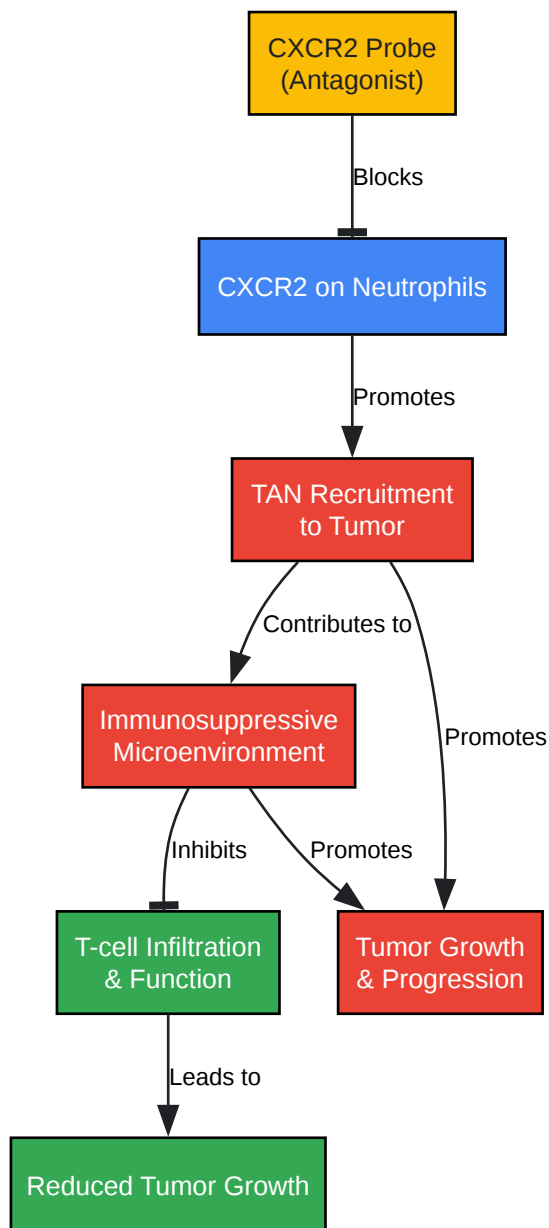 CXCR2 Probe
(Antagonist)
Blocks
CXCR2 on Neutrophils
Promotes
TAN Recruitment
to Tumor
Contributes to
Promotes
Immunosuppressive
Microenvironment
Inhibits
Promotes
T-cell Infiltration
& Function
Tumor Growth
& Progression
Leads to
Reduced Tumor Growth